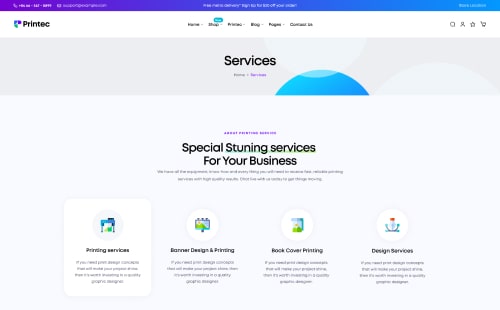 +94 66 - 567 - 8899 support@example.com Free metro delivery* Sign up for $15 off your order! Store Location
Printec Home Shop New Printec Blog Pages Contact Us
Services
Home Services
ABOUT PRINTING SERVICE
Special Stuning services
For Your Business
We have all the equipment, know-how and every thing you will need to receive fast, reliable printing
services with high quality results. Chat live with us today to get things moving.
Printing services
If you need print design concepts
that will make your project shine,
then it's worth investing in a quality
graphic designer.
Banner Design & Printing
If you need print design concepts
that will make your project shine, then
it's worth investing in a quality
graphic designer.
Book Cover Printing
If you need print design concepts
that will make your project shine,
then it's worth investing in a quality
graphic designer.
Design Services
If you need print design concepts
that will make your project shine,
then it's worth investing in a quality
graphic designer.